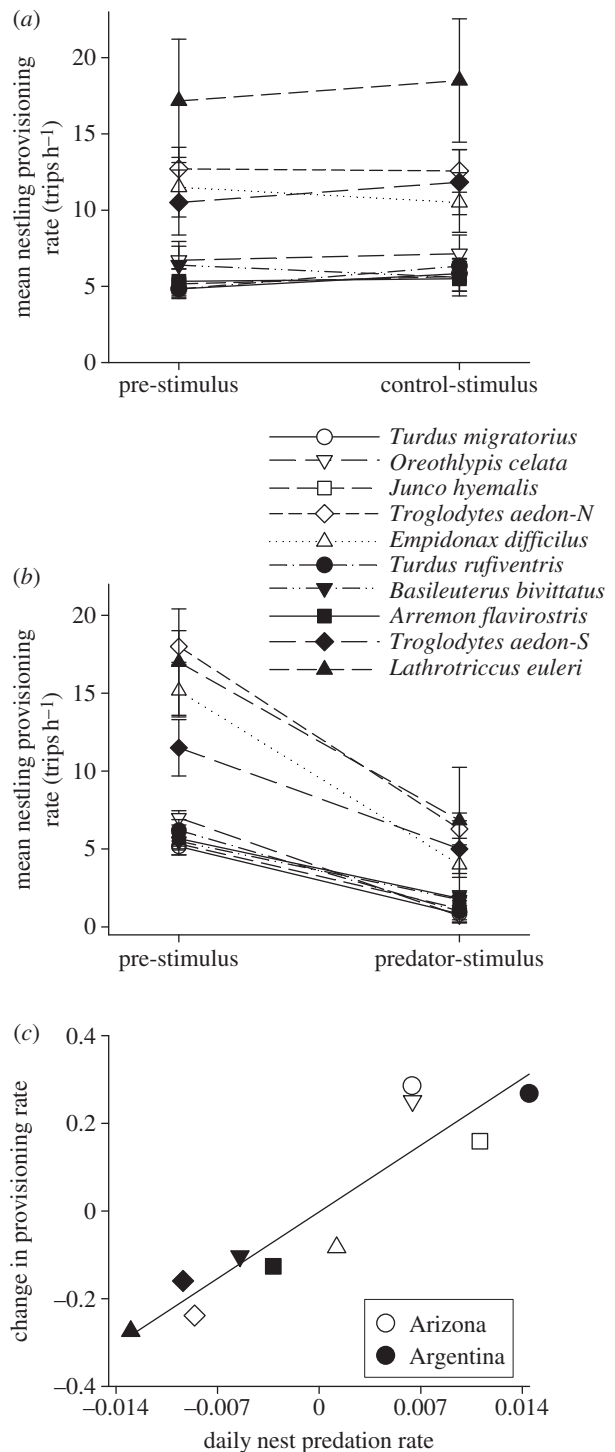 (a)
20
15
10
5
0
mean nestling provisioning
rate (trips h–1)
pre-stimulus control-stimulus
Turdus migratorius
Oreothlypis celata
Junco hyemalis
Troglodytes aedon-N
Empidonax difficilus
Turdus rufiventris
Basileuterus bivittatus
Arremon flavirostris
Troglodytes aedon-S
Lathrotriccus euleri
(b)
20
15
10
5
0
mean nestling provisioning
rate (trips h–1)
pre-stimulus predator-stimulus
(c)
0.4
0.2
0
–0.2
–0.4
change in provisioning rate
Arizona
Argentina
–0.014 –0.007 0 0.007 0.014
daily nest predation rate